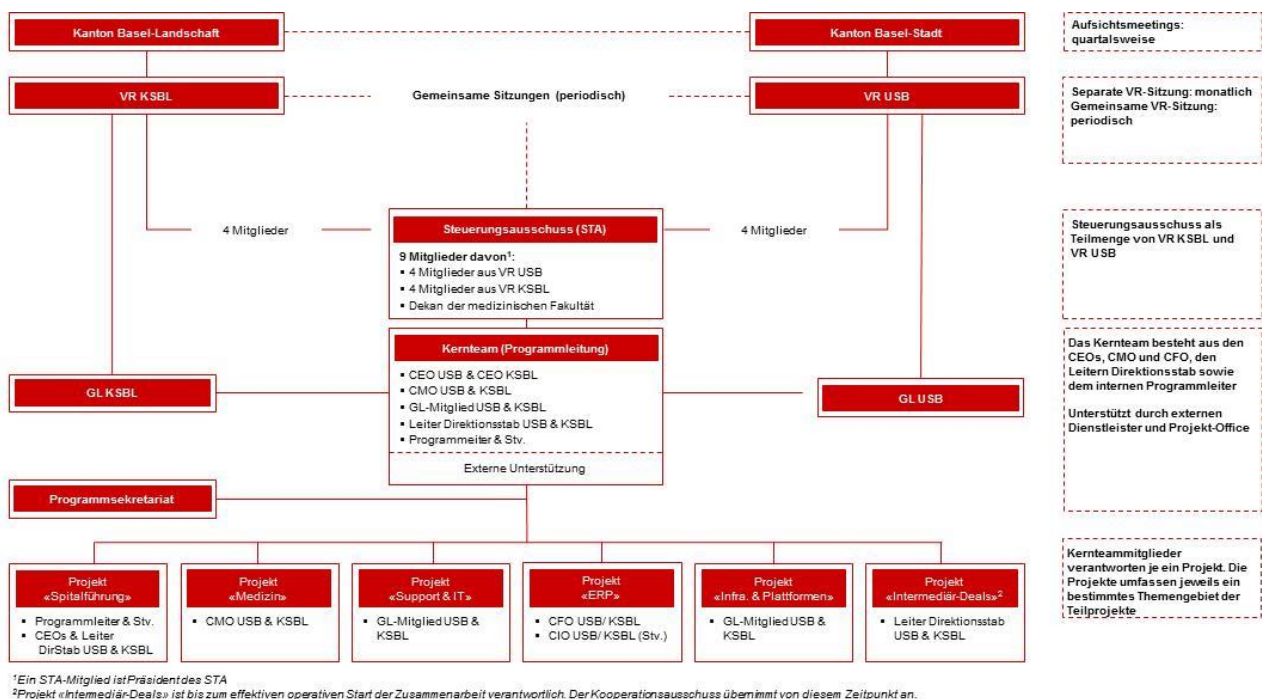 Kanton Basel-Landschaft
Kanton Basel-Stadt
Aufsichtsmeetings:
quartalsweise
VR KSBL
Gemeinsame Sitzungen (periodisch)
VR USB
Separate VR-Sitzung: monatlich
Gemeinsame VR-Sitzung:
periodisch
4 Mitglieder
Steuerungsausschuss (STA)
4 Mitglieder
9 Mitglieder davon¹:
▪ 4 Mitglieder aus VR USB
▪ 4 Mitglieder aus VR KSBL
▪ Dekan der medizinischen Fakultät
Steuerungsausschuss als
Teilmenge von VR KSBL und
VR USB
Kernteam (Programmleitung)
▪ CEO USB & CEO KSBL
▪ CMO USB & KSBL
▪ GL-Mitglied USB & KSBL
▪ Leiter Direktionsstab USB & KSBL
▪ Programmeiter & Stv.
Externe Unterstützung
GL KSBL
GL USB
Das Kernteam besteht aus den
CEOs, CMO und CFO, den
Leitern Direktionsstab sowie
dem internen Programmleiter
Unterstützt durch externen
Dienstleister und Projekt-Office
Programmsekretariat
Projekt
«Spitalführung»
▪ Programmleiter & Stv.
▪ CEOs & Leiter
DirStab USB & KSBL
Projekt
«Medizin»
▪ CMO USB & KSBL
Projekt
«Support & IT»
▪ GL-Mitglied USB &
KSBL
Projekt
«ERP»
▪ CFO USB/ KSBL
▪ CIO USB/ KSBL (Stv.)
Projekt
«Infra. & Plattformen»
▪ GL-Mitglied USB &
KSBL
Projekt
«Intermediär-Deals»²
▪ Leiter Direktionsstab
USB & KSBL
Kernteammitglieder
verantworten je ein Projekt. Die
Projekte umfassen jeweils ein
bestimmtes Themengebiet der
Teilprojekte
¹Ein STA-Mitglied ist Präsident des STA
²Projekt «Intermediär-Deals» ist bis zum effektiven operativen Start der Zusammenarbeit verantwortlich. Der Kooperationsausschuss übernimmt von diesem Zeitpunkt an.